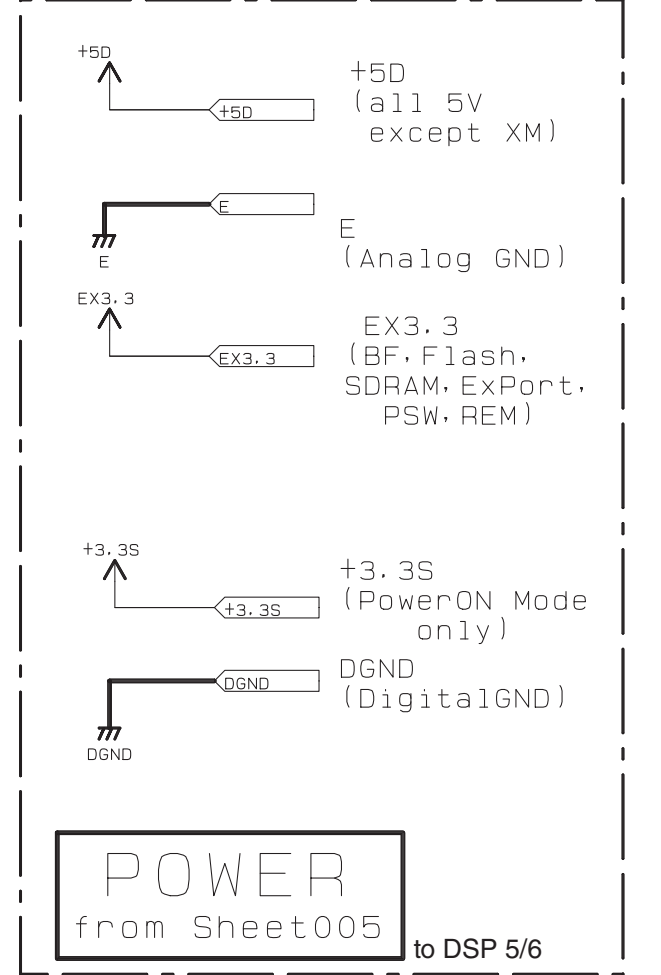 +5D
+5D
+5D
(all 5V
except XM)
E
E
E
(Analog GND)
EX3.3
EX3.3
EX3.3
(BF,Flash,
SDRAM,ExPort,
PSW,REM)
+3.3S
+3.3S
+3.3S
(PowerON Mode
only)
DGND
DGND
DGND
(DigitalGND)
POWER
from Sheet005
to DSP 5/6